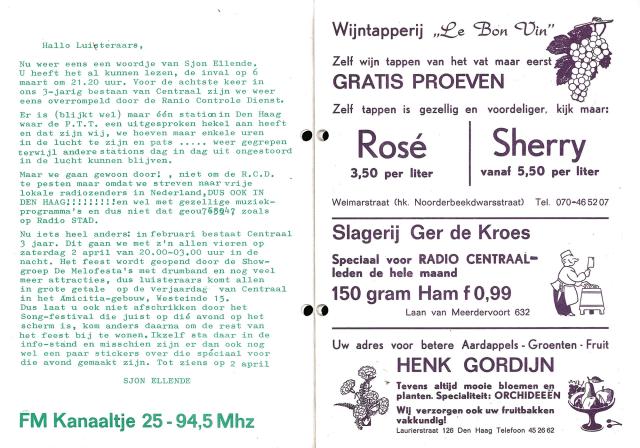 Hallo Luisteraars,
Nu weer eens een woordje van Sjon Ellende.
U heeft het al kunnen lezen, de inval op 6
maart om 21.20 uur. Voor de achtste keer in
ons 3-jarig bestaan van Centraal zijn we weer
eens overrompeld door de Ranio Controle Dienst.
Er is (blijkt wel) maar één station in Den Haag
waar de P.T.T. een uitgesproken hekel aan heeft
en dat zijn wij, we hoeven maar enkele uren
in de lucht te zijn en pats ..... weer gegrepen
terwijl andere stations dag in dag uit ongestoord
in de lucht kunnen blijven.
Maar we gaan gewoon door! , niet om de R.C.D.
te pesten maar omdat we streven naar vrije
lokale radiozenders in Nederland, DUS OOK IN
DEN HAAG!!!!!!!!!en wel met gezellige muziek-
programma's en dus niet dat geou765947 zoals
op Radio STAD.
Nu iets heel anders: in februari bestaat Centraal
3 jaar. Dit gaan we met z'n allen vieren op
zaterdag 2 april van 20.00-03.00 uur in de
nacht. Het feest wordt geopend door de Show-
groep De Melofesta's met drumband en nog veel
meer attracties, dus luisteraars komt allen
in grote getale op de verjaardag van Centraal
in het Amicitia-gebouw, Westeinde 15.
Dus laat u ook niet afschrikken door het
Song-festival die juist op dié avond op het
scherm is, kom anders daarna om de rest van
het feest bij te wonen. Ikzelf sta daar in de
info-stand en misschien zijn er dan ook nog
wel een paar stickers over die speciaal voor
die avond gemaakt zijn. Tot ziens op 2 april
SJON ELLENDE
FM Kanaaltje 25 - 94,5 Mhz
Wijntapperij „Le Bon Vin"
Zelf wijn tappen van het vat maar eerst
GRATIS PROEVEN
Zelf tappen is gezellig en voordeliger, kijk maar:
Rosé
3,50 per liter
Sherry
vanaf 5,50 per liter
Weimarstraat (hk. Noorderbeekdwarsstraat) Tel. 070-46 52 07
Slagerij Ger de Kroes
Speciaal voor RADIO CENTRAAL-
leden de hele maand
150 gram Ham f 0,99
Laan van Meerdervoort 632
Uw adres voor betere Aardappels - Groenten - Fruit
HENK GORDIJN
Tevens altijd mooie bloemen en
planten. Specialiteit: ORCHIDEEËN
Wij verzorgen ook uw fruitbakken
vakkundig!
Laurierstraat 126 Den Haag Telefoon 45 26 62